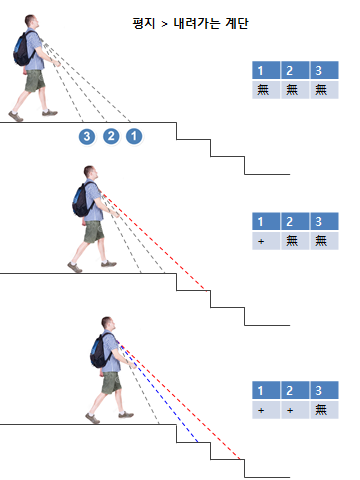 평지 > 내려가는 계단
1 2 3
無 無 無
3 2 1
1 2 3
+ 無 無
1 2 3
+ + 無